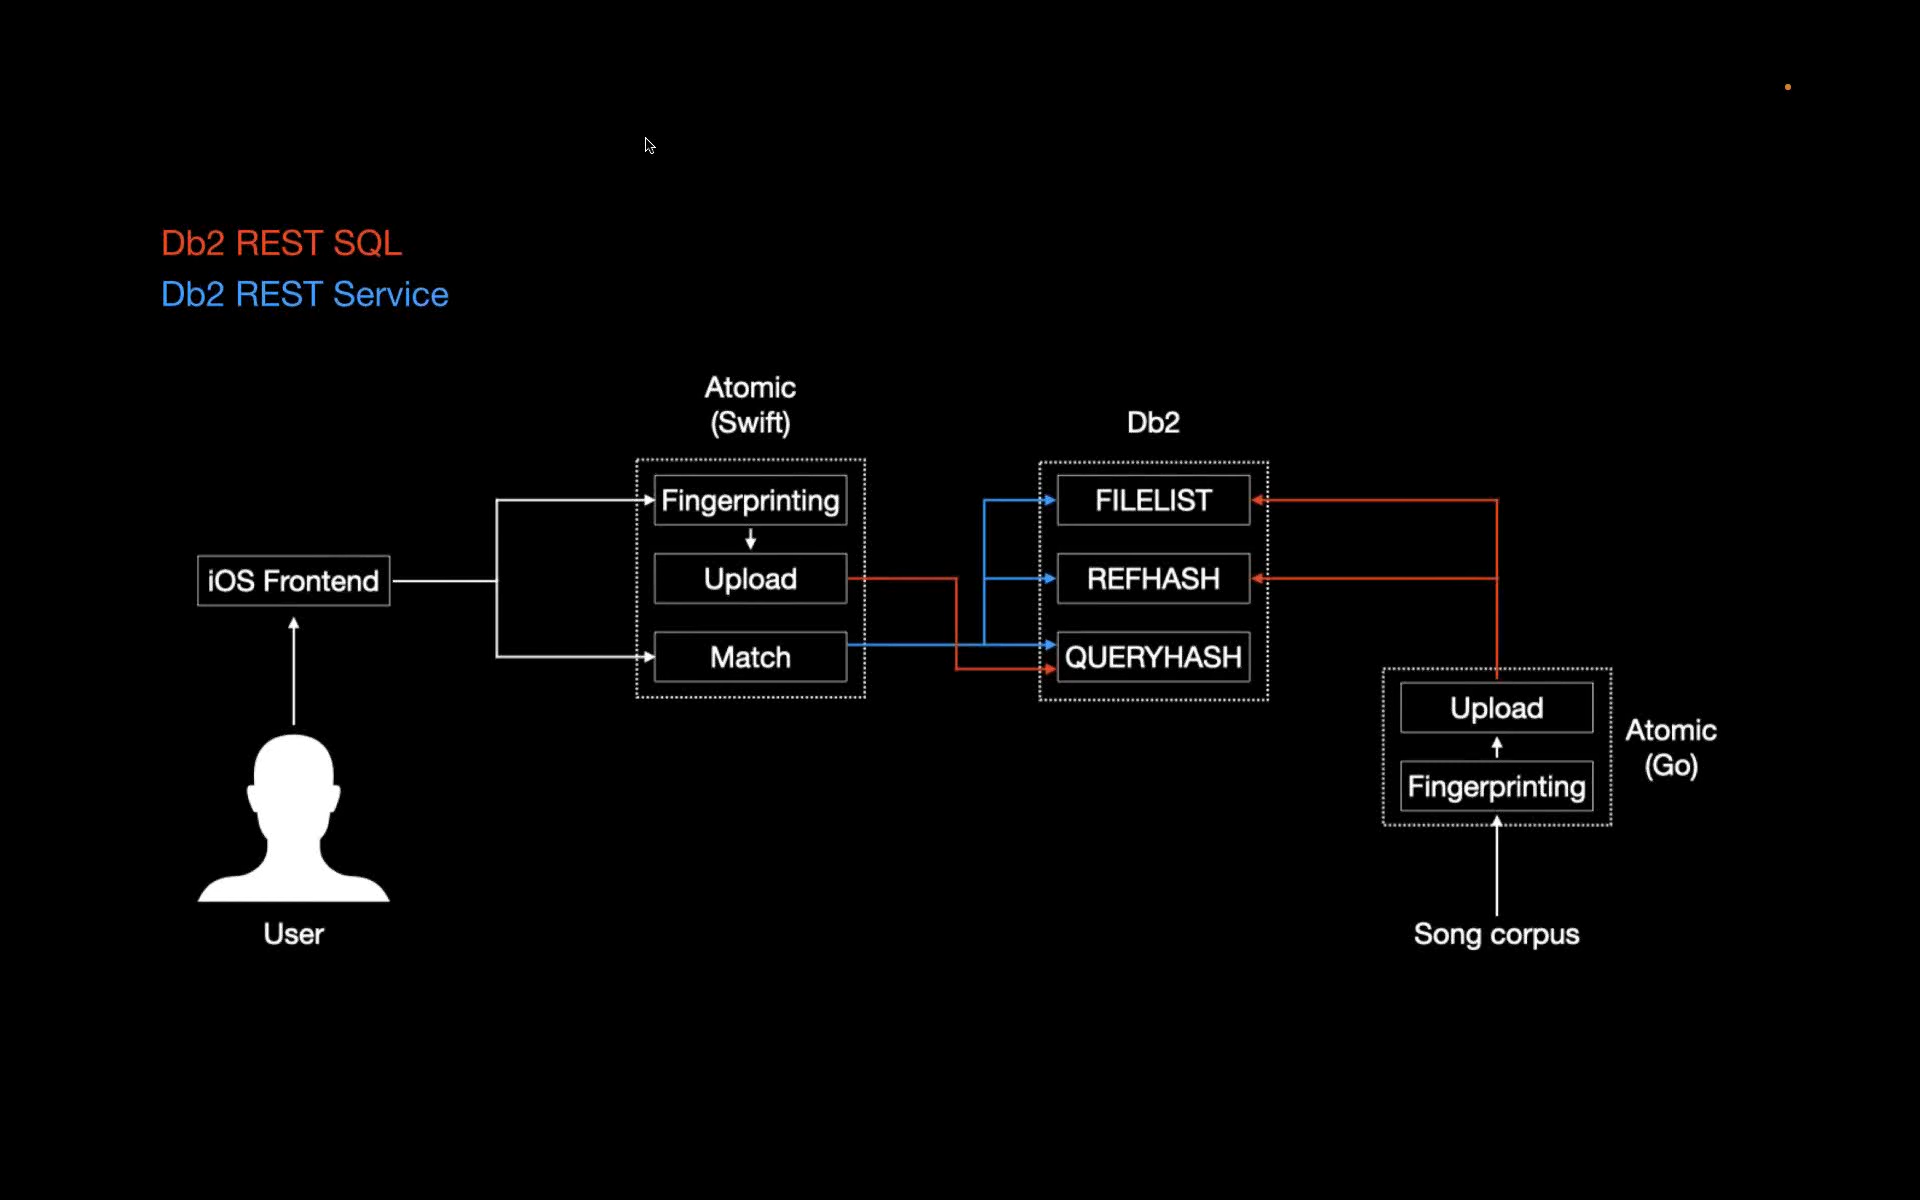 Db2 REST SQL
Db2 REST Service
Atomic
(Swift)
Db2
Fingerprinting
FILELIST
iOS Frontend
Upload
REFHASH
Match
QUERYHASH
Upload
Atomic
(Go)
Fingerprinting
User
Song corpus